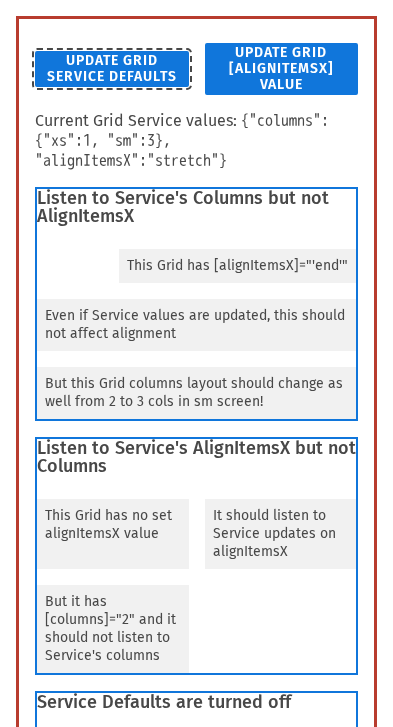 UPDATE GRID
SERVICE DEFAULTS
UPDATE GRID
[ALIGNITEMSX]
VALUE
Current Grid Service values: {"columns":
{"xs":1, "sm":3},
"alignItemsX":"stretch"}
Listen to Service's Columns but not
AlignItemsX
This Grid has [alignItemsX]="'end'"
Even if Service values are updated, this should
not affect alignment
But this Grid columns layout should change as
well from 2 to 3 cols in sm screen!
Listen to Service's AlignItemsX but not
Columns
This Grid has no set
alignItemsX value
It should listen to
Service updates on
alignItemsX
But it has
[columns]="2" and it
should not listen to
Service's columns
Service Defaults are turned off